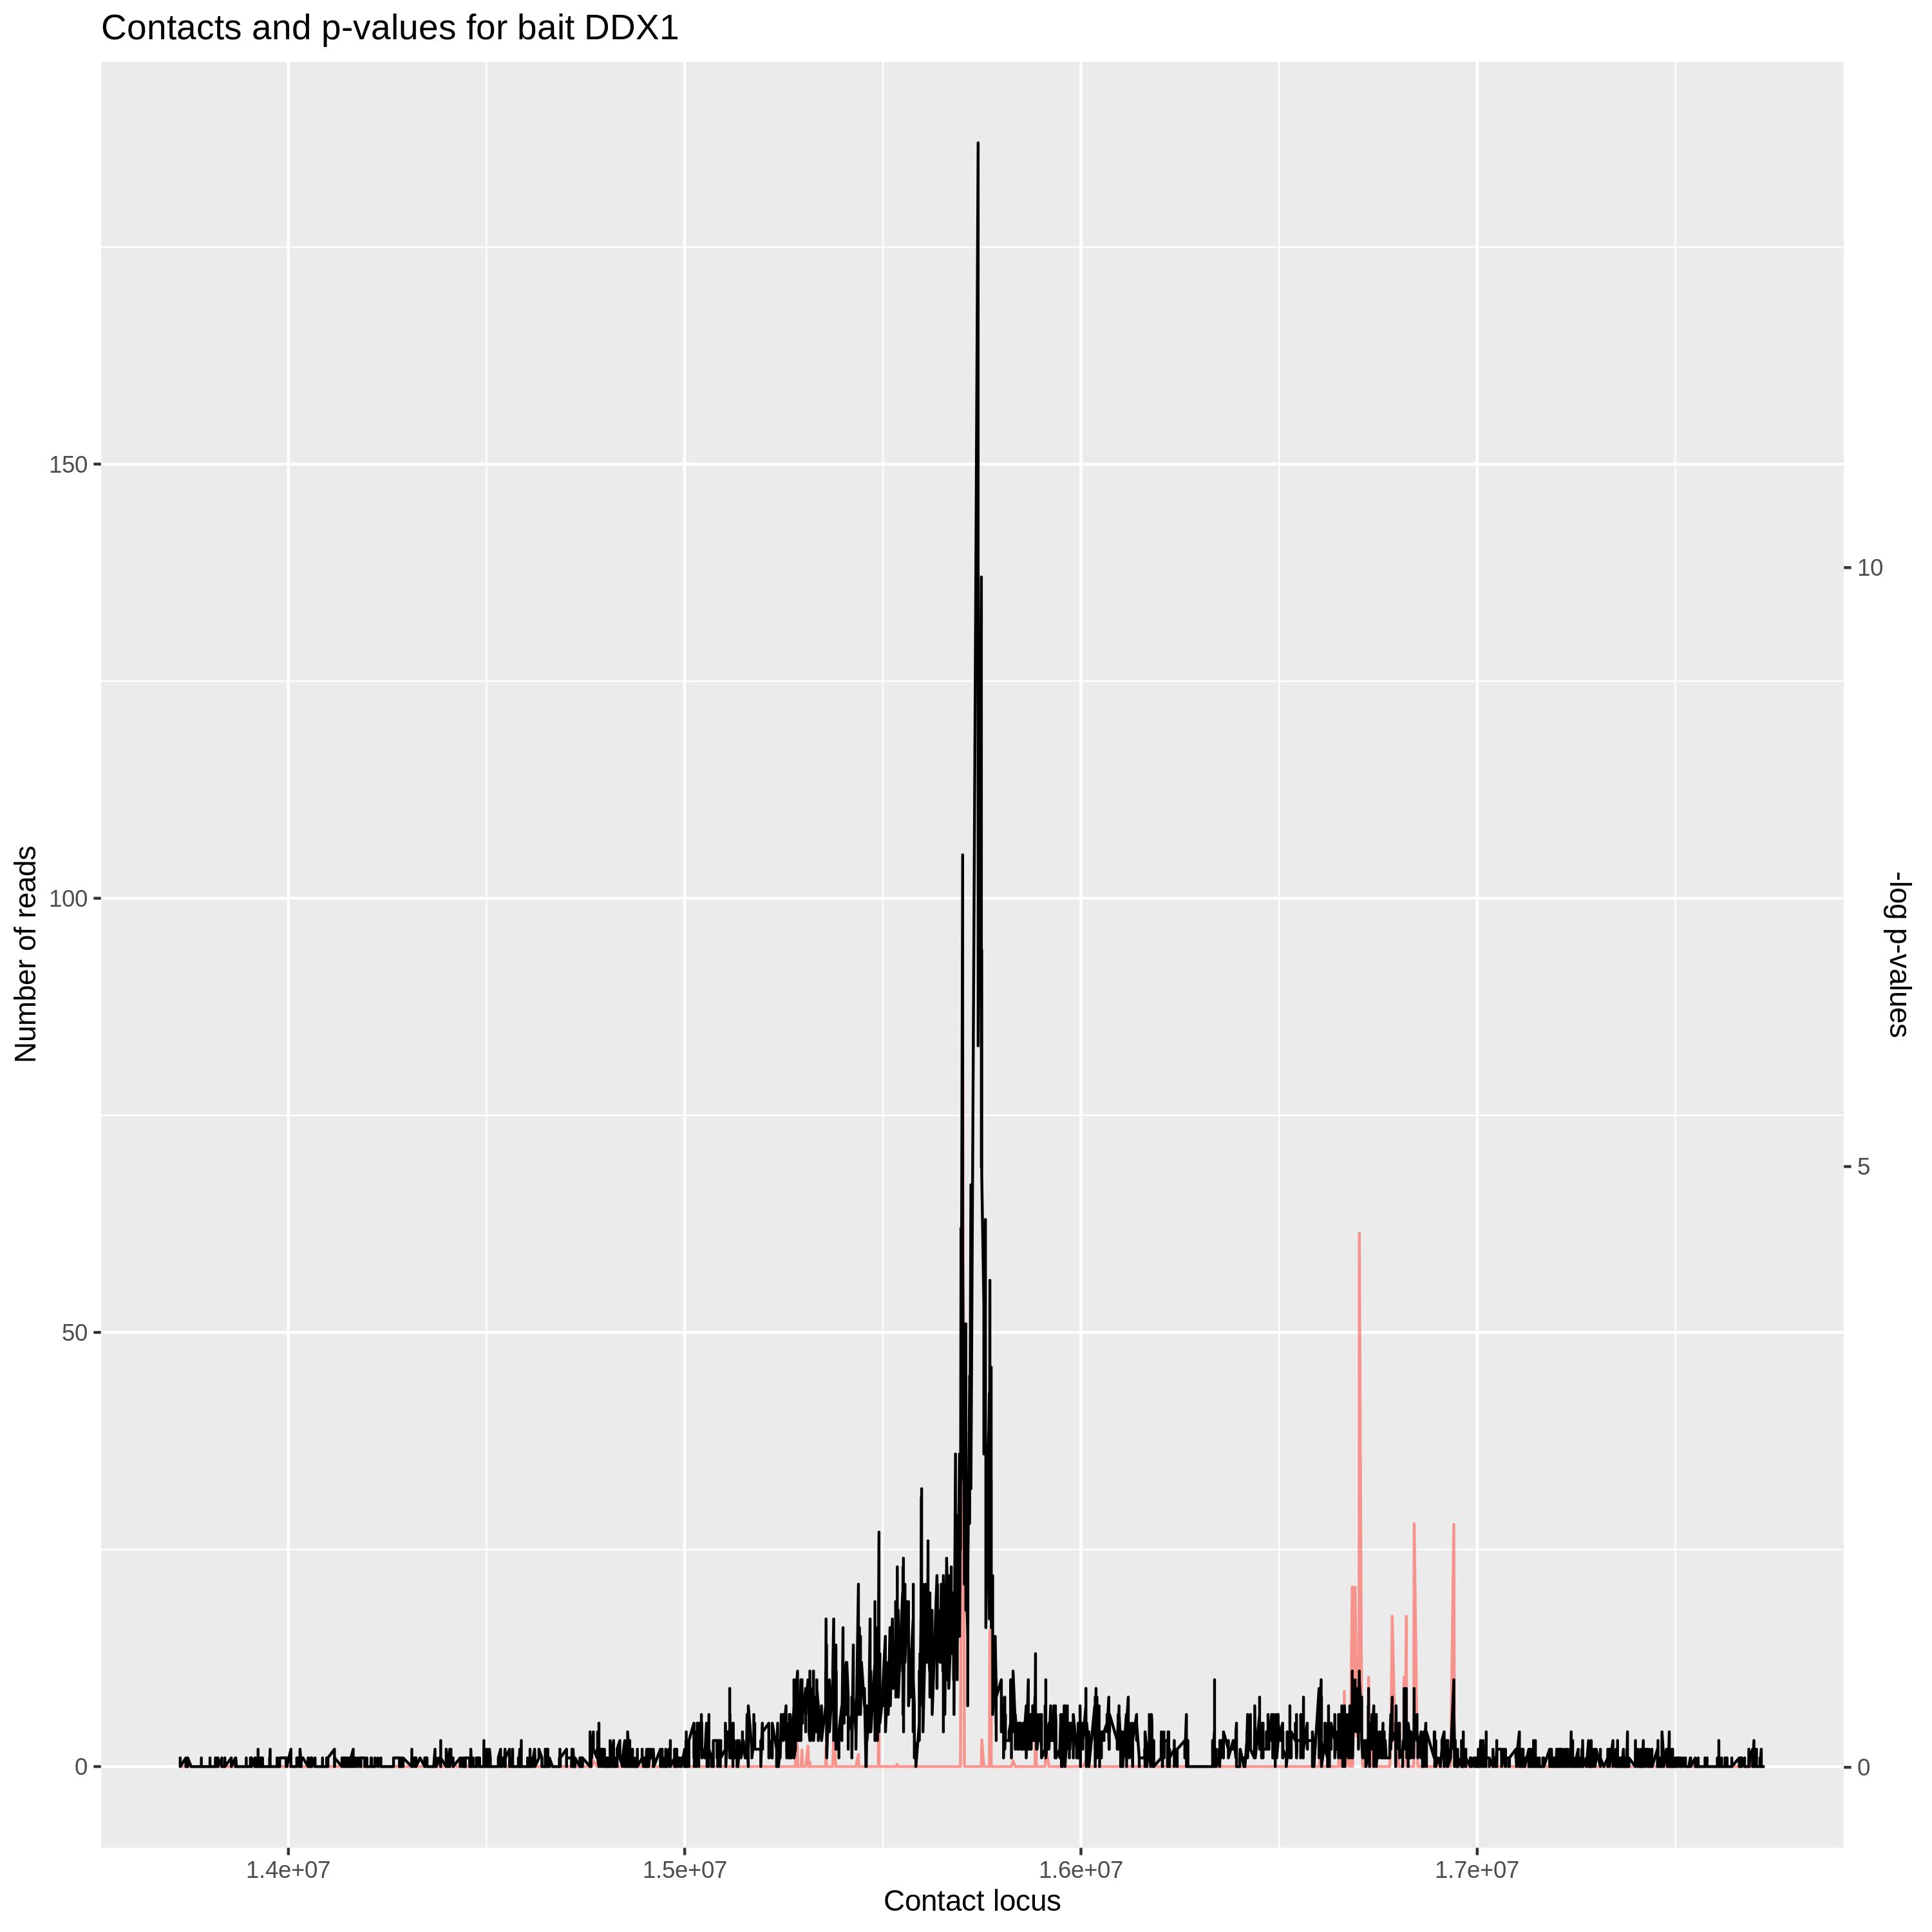 Contacts and p-values for bait DDX1
Number of reads
150
100
50
0
10
5
0
-log p-values
1.4e+07 1.5e+07 1.6e+07 1.7e+07
Contact locus